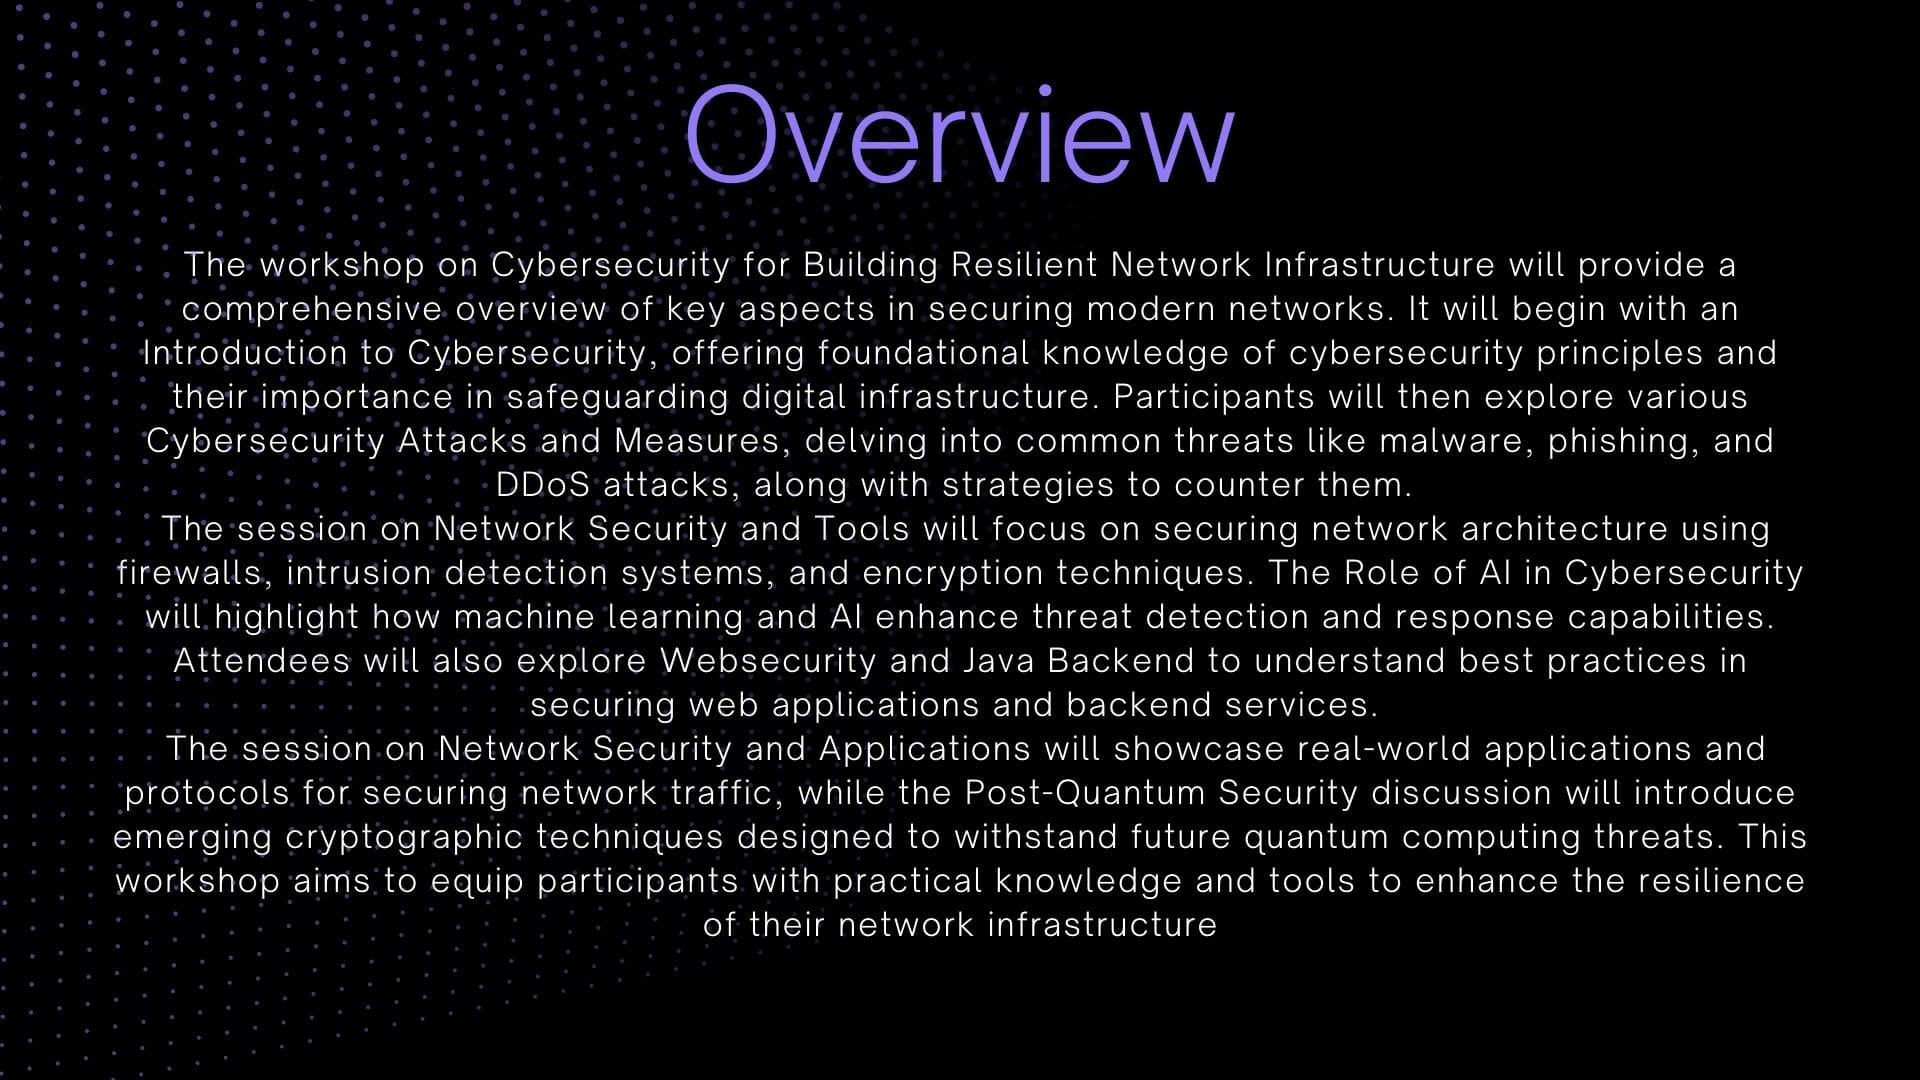 Overview
The workshop on Cybersecurity for Building Resilient Network Infrastructure will provide a
comprehensive overview of key aspects in securing modern networks. It will begin with an
Introduction to Cybersecurity, offering foundational knowledge of cybersecurity principles and
their importance in safeguarding digital infrastructure. Participants will then explore various
Cybersecurity Attacks and Measures, delving into common threats like malware, phishing, and
DDoS attacks, along with strategies to counter them.
The session on Network Security and Tools will focus on securing network architecture using
firewalls, intrusion detection systems, and encryption techniques. The Role of AI in Cybersecurity
will highlight how machine learning and AI enhance threat detection and response capabilities.
Attendees will also explore Websecurity and Java Backend to understand best practices in
securing web applications and backend services.
The session on Network Security and Applications will showcase real-world applications and
protocols for securing network traffic, while the Post-Quantum Security discussion will introduce
emerging cryptographic techniques designed to withstand future quantum computing threats. This
workshop aims to equip participants with practical knowledge and tools to enhance the resilience
of their network infrastructure